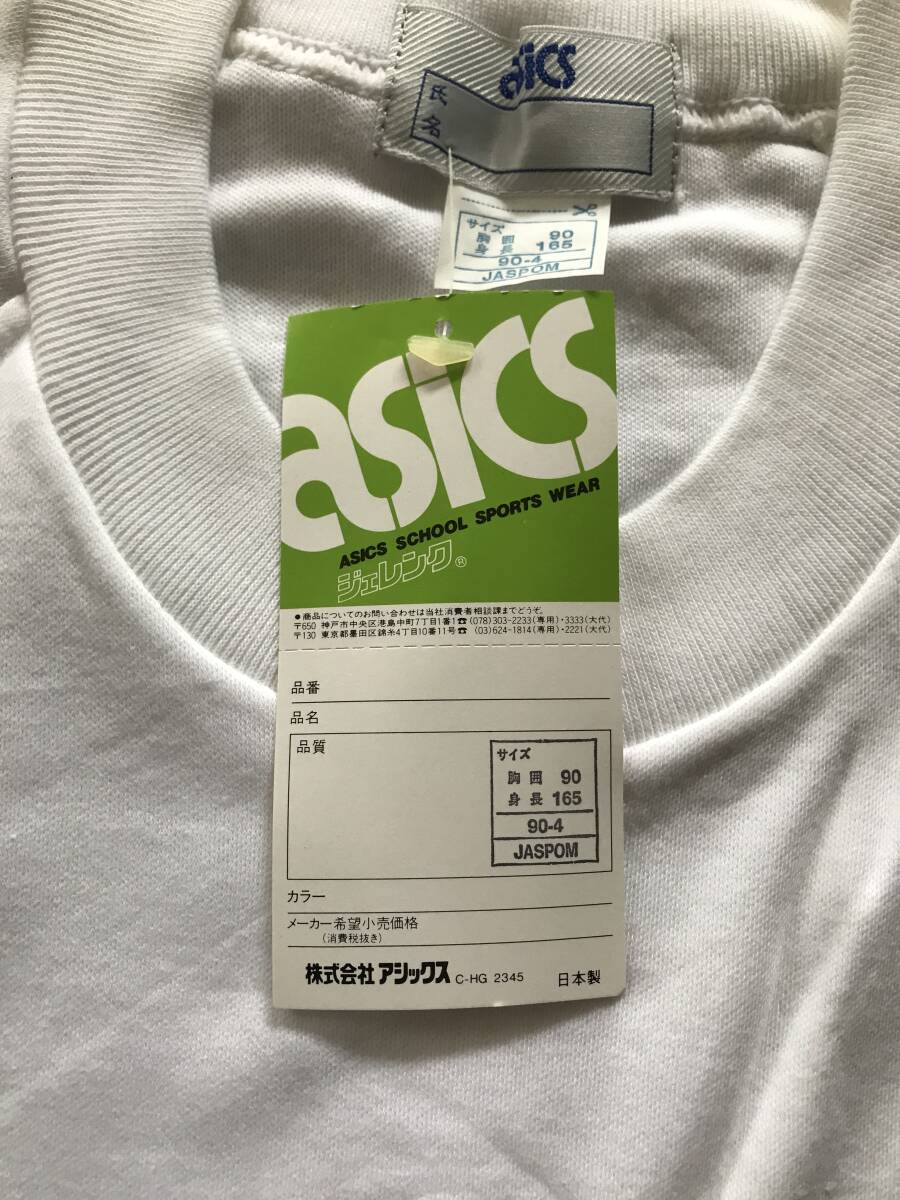 asics
氏名
サイズ
胸囲 90
身長 165
90-4
JASPOM
asics
ASICS SCHOOL SPORTS WEAR
ジェレンク®
●商品についてのお問い合わせは当社消費者相談課までどうぞ。
〒650 神戸市中央区港島中町7丁目1番1☎(078)303-2233(専用)・3333(大代)
〒130 東京都墨田区錦糸4丁目10番11号☎(03)624-1814(専用)・2221(大代)
品番
品名
品質
サイズ
胸囲 90
身長 165
90-4
JASPOM
カラー
メーカー希望小売価格
(消費税抜き)
株式会社アシックス C-HG 2345 日本製